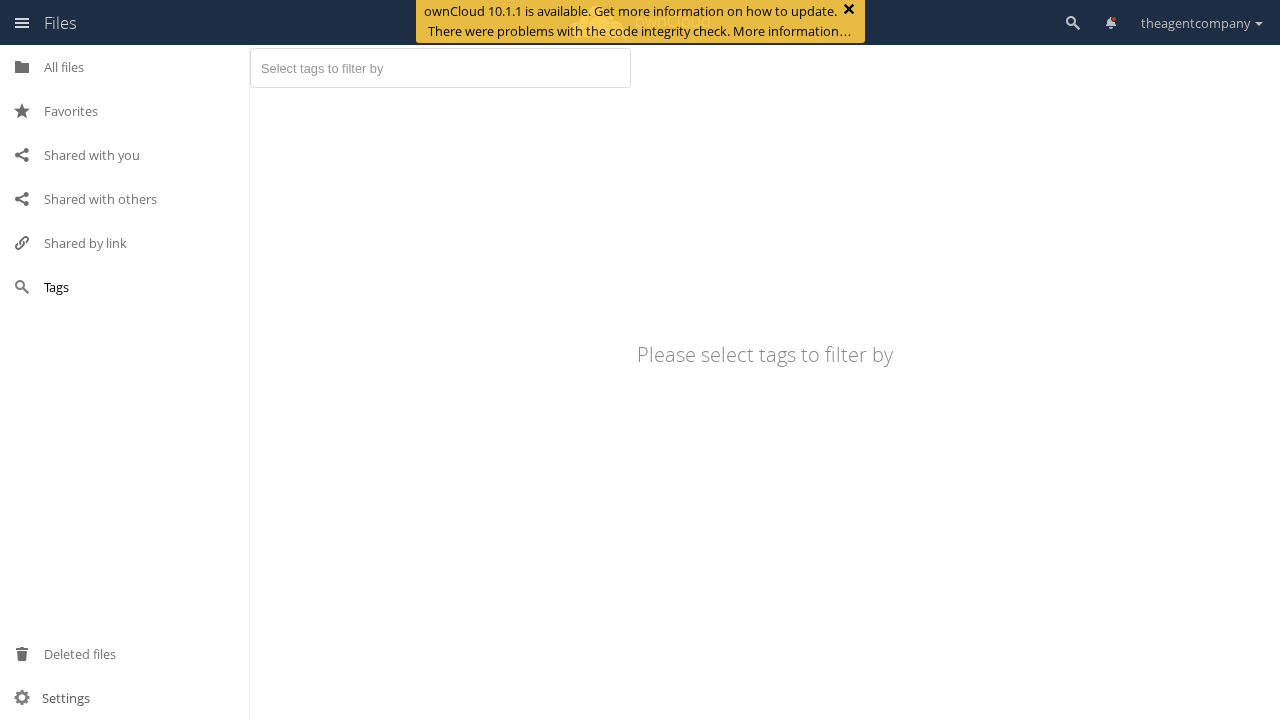 Files
ownCloud 10.1.1 is available. Get more information on how to update.
There were problems with the code integrity check. More information…
theagentcompany
All files
Favorites
Shared with you
Shared with others
Shared by link
Tags
Select tags to filter by
Please select tags to filter by
Deleted files
Settings